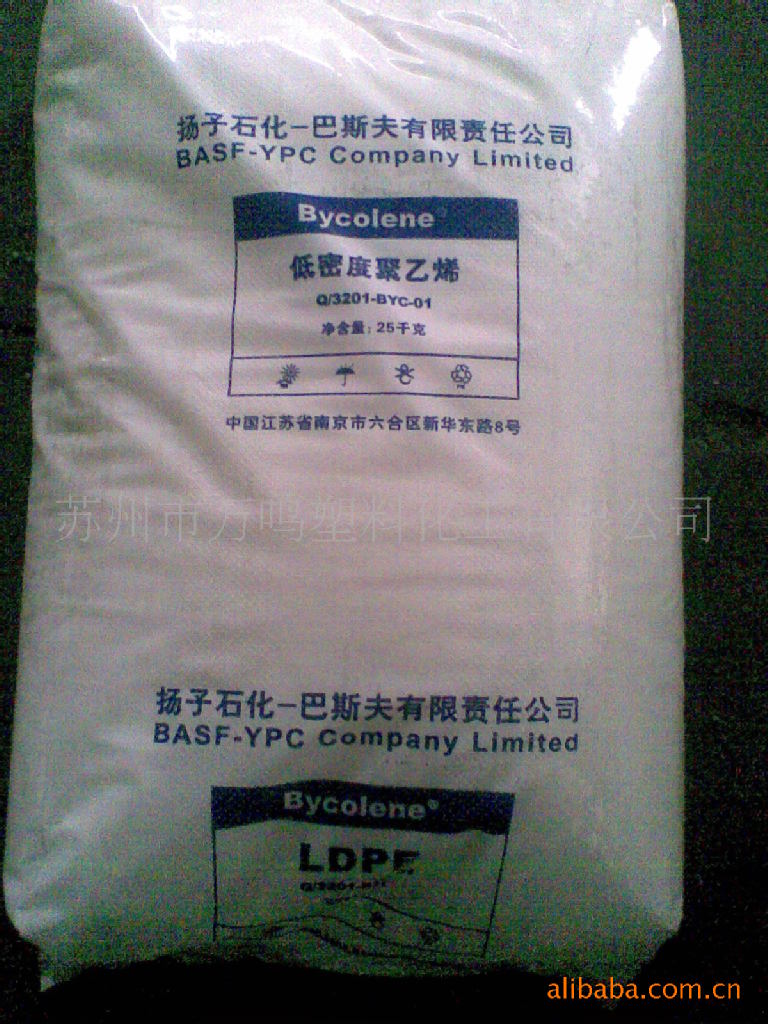 扬子石化-巴斯夫有限责任公司
BASF-YPC Company Limited
Bycolene
低密度聚乙烯
Q/3201-BYC-01
净含量: 25千克
中国江苏省南京市六合区新华东路8号
苏州市方鸣塑料化工有限公司
扬子石化-巴斯夫有限责任公司
BASF-YPC Company Limited
Bycolene®
LDPE
alibaba.com.cn